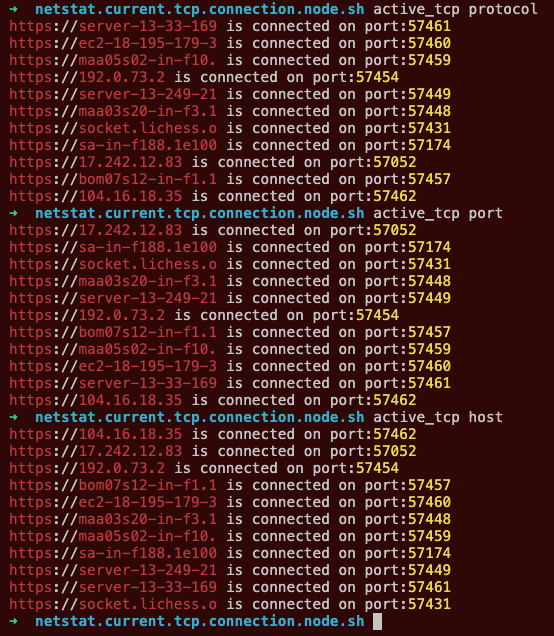 ➜ netstat.current.tcp.connection.node.sh active_tcp protocol
https://server-13-33-169 is connected on port:57461
https://ec2-18-195-179-3 is connected on port:57460
https://maa05s02-in-f10. is connected on port:57459
https://192.0.73.2 is connected on port:57454
https://server-13-249-21 is connected on port:57449
https://maa03s20-in-f3.1 is connected on port:57448
https://socket.lichess.o is connected on port:57431
https://sa-in-f188.1e100 is connected on port:57174
https://17.242.12.83 is connected on port:57052
https://bom07s12-in-f1.1 is connected on port:57457
https://104.16.18.35 is connected on port:57462
➜ netstat.current.tcp.connection.node.sh active_tcp port
https://17.242.12.83 is connected on port:57052
https://sa-in-f188.1e100 is connected on port:57174
https://socket.lichess.o is connected on port:57431
https://maa03s20-in-f3.1 is connected on port:57448
https://server-13-249-21 is connected on port:57449
https://192.0.73.2 is connected on port:57454
https://bom07s12-in-f1.1 is connected on port:57457
https://maa05s02-in-f10. is connected on port:57459
https://ec2-18-195-179-3 is connected on port:57460
https://server-13-33-169 is connected on port:57461
https://104.16.18.35 is connected on port:57462
➜ netstat.current.tcp.connection.node.sh active_tcp host
https://104.16.18.35 is connected on port:57462
https://17.242.12.83 is connected on port:57052
https://192.0.73.2 is connected on port:57454
https://bom07s12-in-f1.1 is connected on port:57457
https://ec2-18-195-179-3 is connected on port:57460
https://maa03s20-in-f3.1 is connected on port:57448
https://maa05s02-in-f10. is connected on port:57459
https://sa-in-f188.1e100 is connected on port:57174
https://server-13-249-21 is connected on port:57449
https://server-13-33-169 is connected on port:57461
https://socket.lichess.o is connected on port:57431
➜ netstat.current.tcp.connection.node.sh